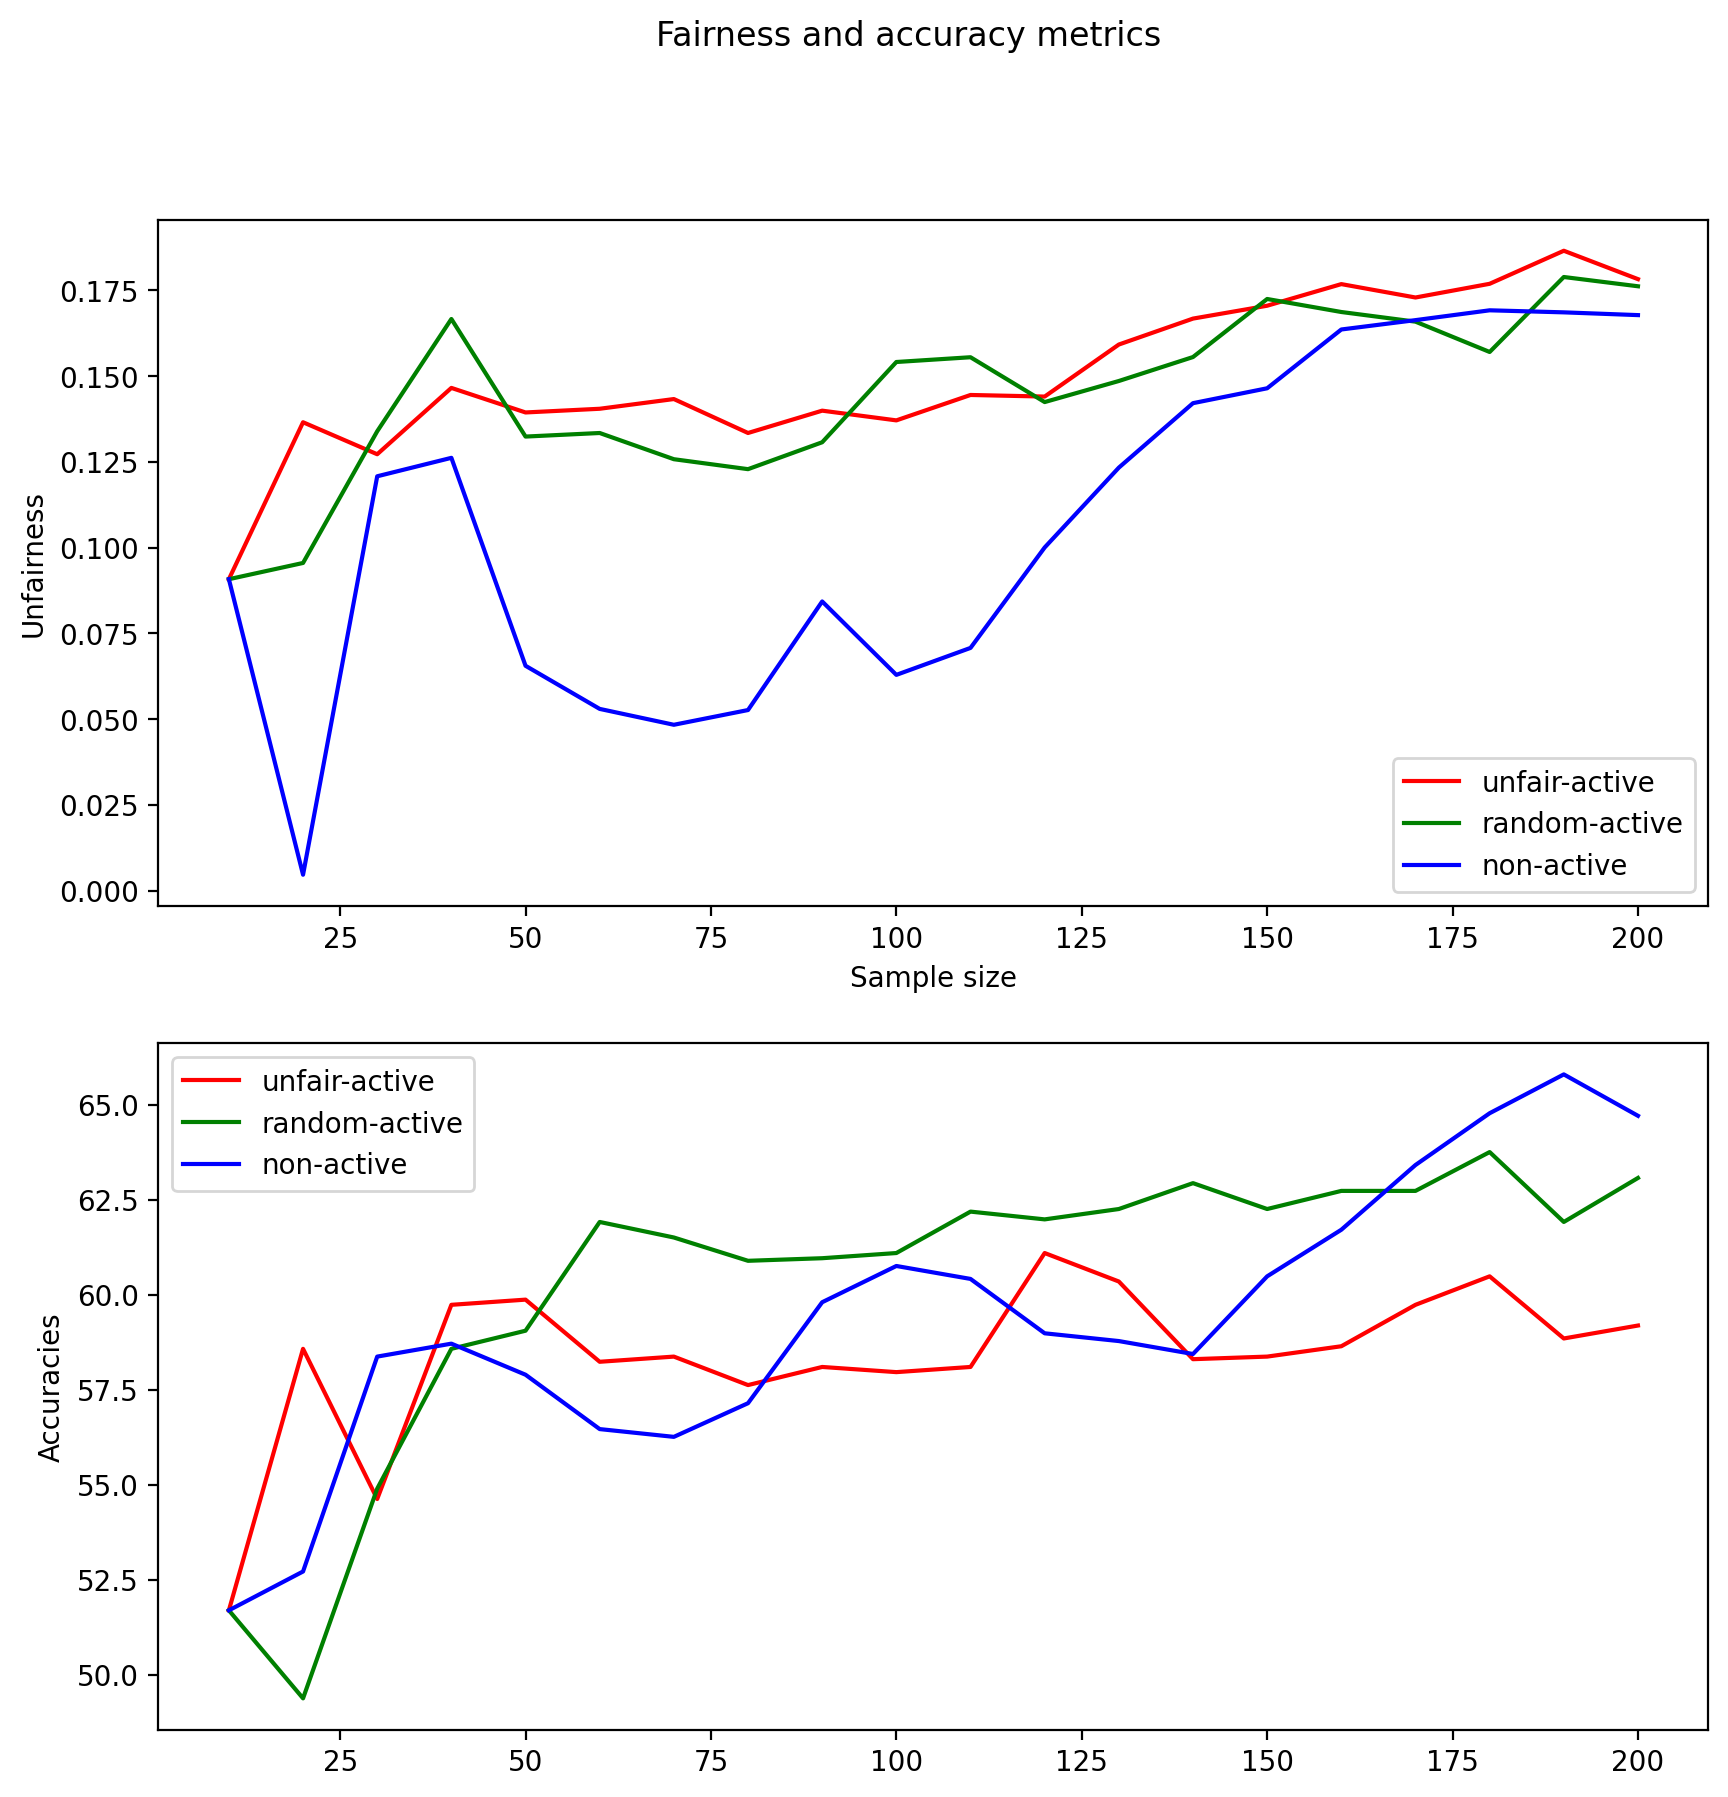 Fairness and accuracy metrics
Unfairness
0.175
0.150
0.125
0.100
0.075
0.050
0.025
0.000
unfair-active
random-active
non-active
25 50 75 100 125 150 175 200
Sample size
Accuracies
65.0
62.5
60.0
57.5
55.0
52.5
50.0
unfair-active
random-active
non-active
25 50 75 100 125 150 175 200